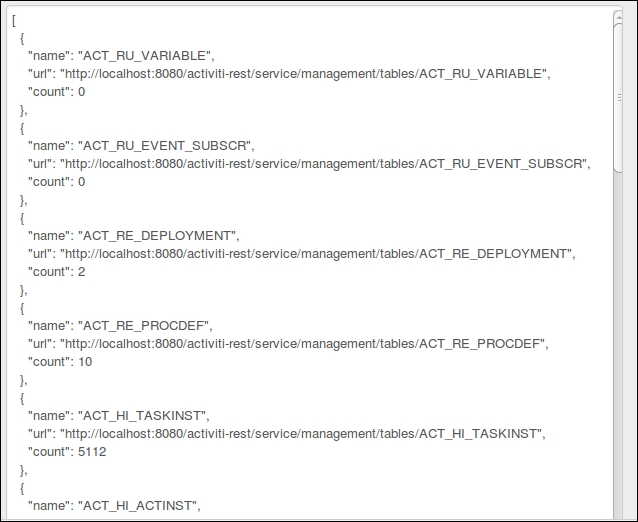 [
{
"name": "ACT_RU_VARIABLE",
"url": "http://localhost:8080/activiti-rest/service/management/tables/ACT_RU_VARIABLE",
"count": 0
},
{
"name": "ACT_RU_EVENT_SUBSCR",
"url": "http://localhost:8080/activiti-rest/service/management/tables/ACT_RU_EVENT_SUBSCR",
"count": 0
},
{
"name": "ACT_RE_DEPLOYMENT",
"url": "http://localhost:8080/activiti-rest/service/management/tables/ACT_RE_DEPLOYMENT",
"count": 2
},
{
"name": "ACT_RE_PROCDEF",
"url": "http://localhost:8080/activiti-rest/service/management/tables/ACT_RE_PROCDEF",
"count": 10
},
{
"name": "ACT_HI_TASKINST",
"url": "http://localhost:8080/activiti-rest/service/management/tables/ACT_HI_TASKINST",
"count": 5112
},
{
"name": "ACT_HI_ACTINST",